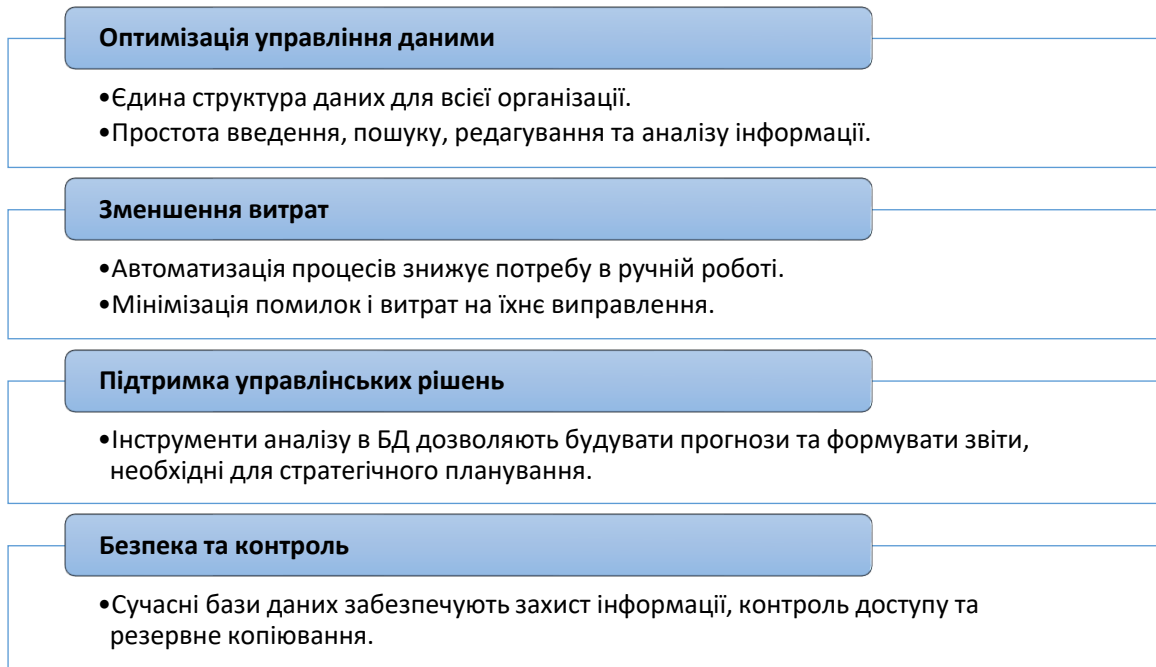 Оптимізація управління даними
•Єдина структура даних для всієї організації.
•Простота введення, пошуку, редагування та аналізу інформації.
Зменшення витрат
•Автоматизація процесів знижує потребу в ручній роботі.
•Мінімізація помилок і витрат на їхнє виправлення.
Підтримка управлінських рішень
•Інструменти аналізу в БД дозволяють будувати прогнози та формувати звіти,
необхідні для стратегічного планування.
Безпека та контроль
•Сучасні бази даних забезпечують захист інформації, контроль доступу та
резервне копіювання.